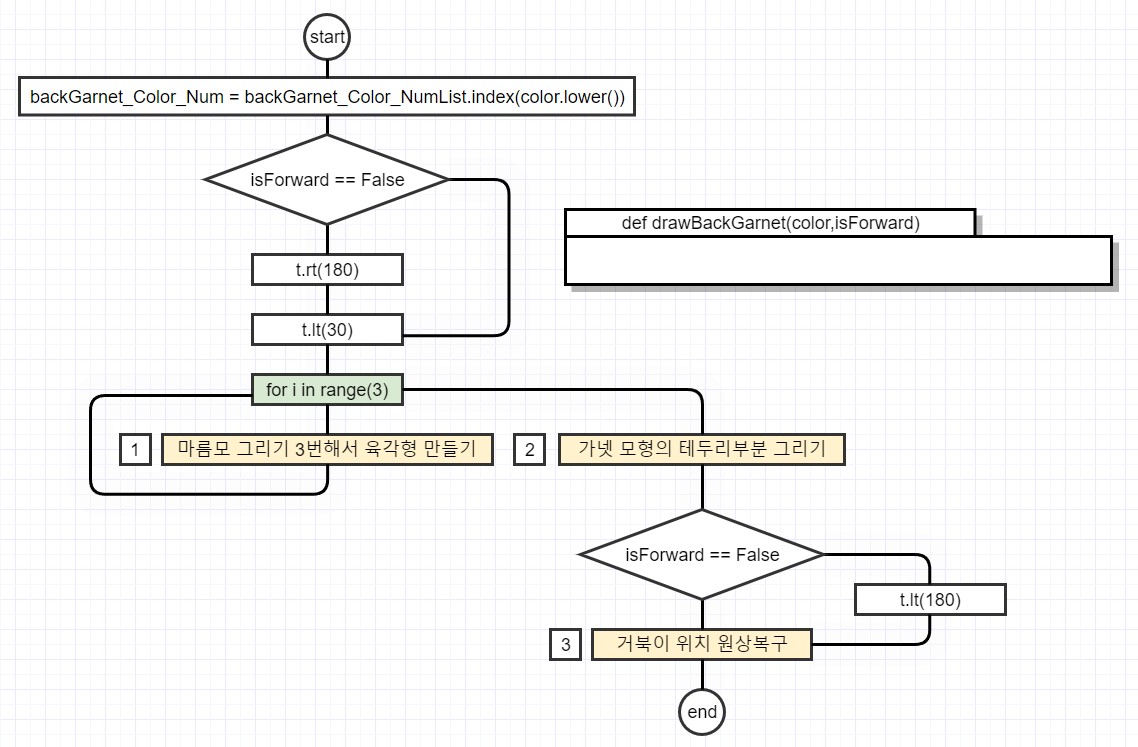 start
backGarnet_Color_Num = backGarnet_Color_NumList.index(color.lower())
isForward == False
def drawBackGarnet(color,isForward)
t.rt(180)
t.lt(30)
for i in range(3)
1
마름모 그리기 3번해서 육각형 만들기
2
가넷 모형의 테두리부분 그리기
isForward == False
t.lt(180)
3
거북이 위치 원상복구
end